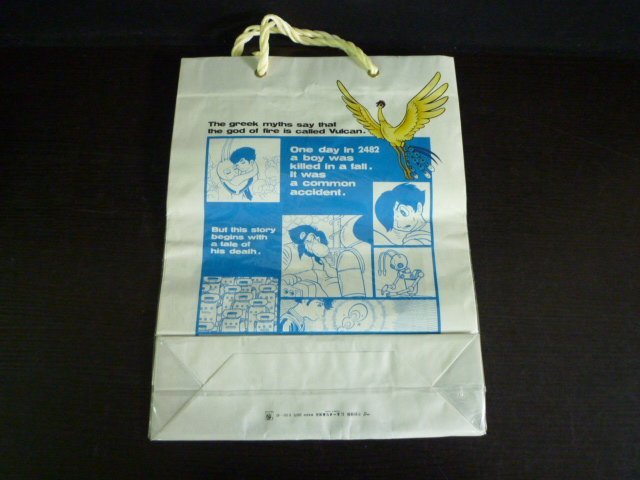 The greek myths say that
the god of fire is called Vulcan.
One day in 2482
a boy was
killed in a fall.
It was
a common
accident.
But this story
begins with
a tale of
his death.